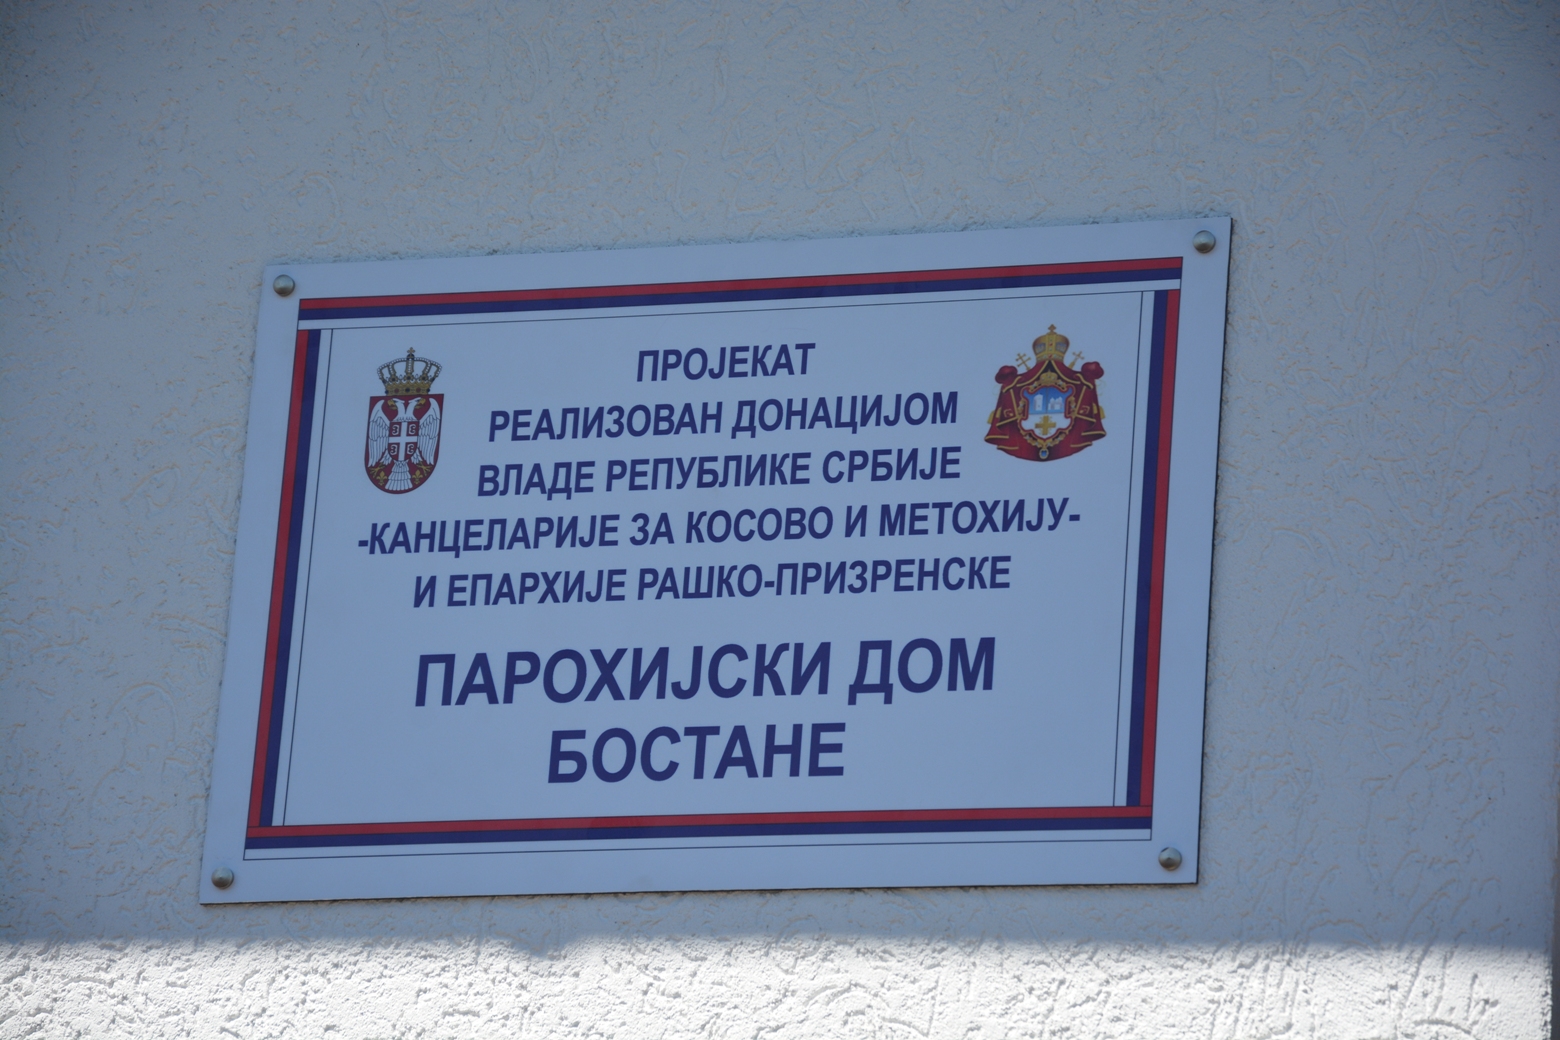 ПРОЈЕКАТ
РЕАЛИЗОВАН ДОНАЦИЈОМ
ВЛАДЕ РЕПУБЛИКЕ СРБИЈЕ
-КАНЦЕЛАРИЈЕ ЗА КОСОВО И МЕТОХИЈУ-
И ЕПАРХИЈЕ РАШКО-ПРИЗРЕНСКЕ
ПАРОХИЈСКИ ДОМ
БОСТАНЕ